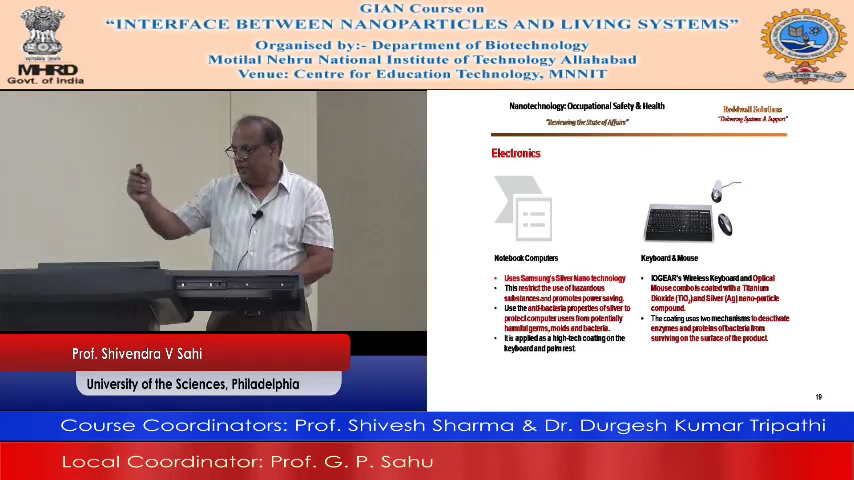 GIAN Course on
“INTERFACE BETWEEN NANOPARTICLES AND LIVING SYSTEMS”
Organised by:- Department of Biotechnology
Motilal Nehru National Institute of Technology Allahabad
Venue: Centre for Education Technology, MNNIT
MHRD
Govt. of India
Nanotechnology: Occupational Safety & Health
"Reviewing the State of Affairs"
Reddwall Solutions
"Delivering Systems & Support"
Electronics
Notebook Computers
• Uses Samsung's Silver Nano technology
• This restrict the use of hazardous
substances and promotes power saving.
• Use the anti-bacteria properties of silver to
protect computer users from potentially
harmful germs, molds and bacteria.
• It is applied as a high-tech coating on the
keyboard and palm rest.
Keyboard & Mouse
• IOGEAR's Wireless Keyboard and Optical
Mouse combo is coated with a Titanium
Dioxide (TiO2) and Silver (Ag) nano-particle
compound.
• The coating uses two mechanisms to deactivate
enzymes and proteins of bacteria from
surviving on the surface of the product.
19
Prof. Shivendra V Sahi
University of the Sciences, Philadelphia
Course Coordinators: Prof. Shivesh Sharma & Dr. Durgesh Kumar Tripathi
Local Coordinator: Prof. G. P. Sahu